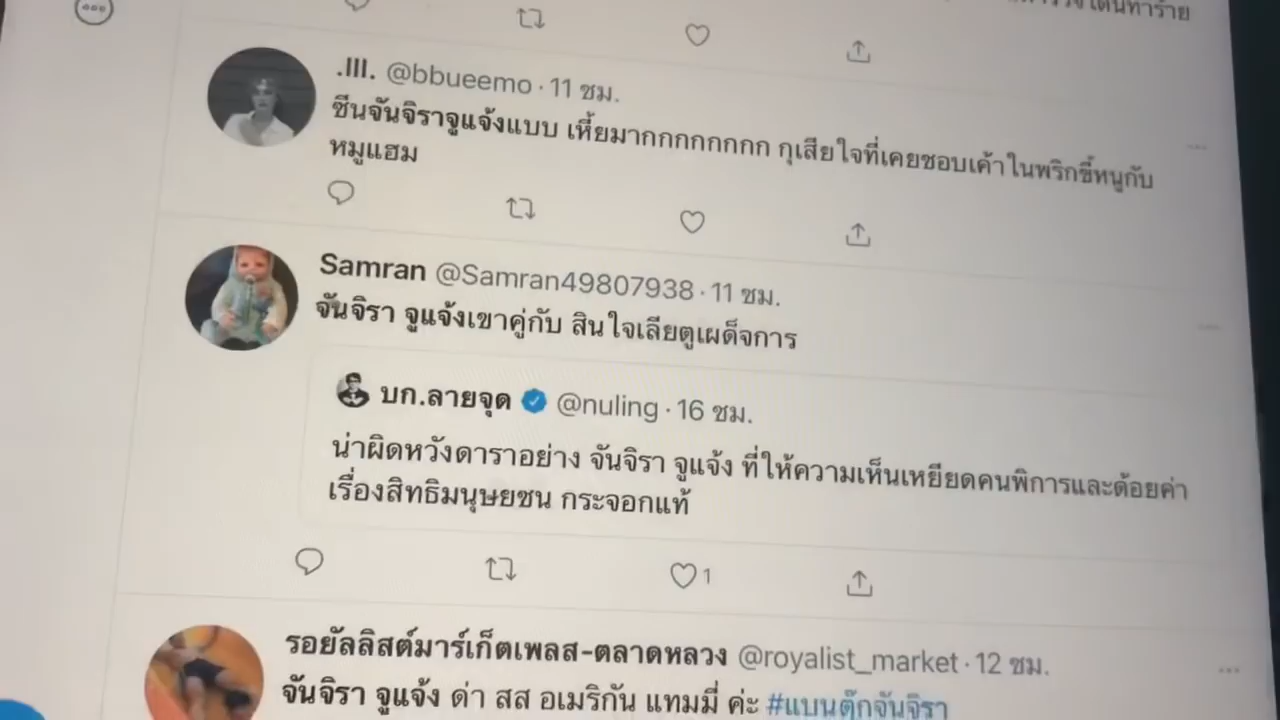 .III. @bbueemo · 11 ชม.
ซีนจันจิราจูแจ้งแบบ เหี้ยมากกกกกกกก กุเสียใจที่เคยชอบเค้าในพริกขี้หนูกับ
หมูแฮม
Samran @Samran49807938 · 11 ชม.
จันจิรา จูแจ้งเขาคู่กับ สินใจเลียตูเผด็จการ
บก.ลายจุด @nuling · 16 ชม.
น่าผิดหวังดาราอย่าง จันจิรา จูแจ้ง ที่ให้ความเห็นเหยียดคนพิการและด้อยค่า
เรื่องสิทธิมนุษยชน กระจอกแท้
1
รอยัลลิสต์มาร์เก็ตเพลส-ตลาดหลวง @royalist_market · 12 ชม.
จันจิรา จูแจ้ง ด่า สส อเมริกัน แทมมี่ ค่ะ #แบนตุ๊กจันจิรา